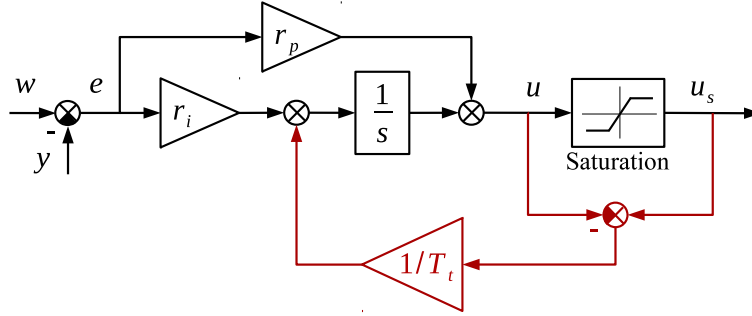 r_p
w
e
r_i
1
s
u
u_s
-
y
Saturation
-
1/T_t